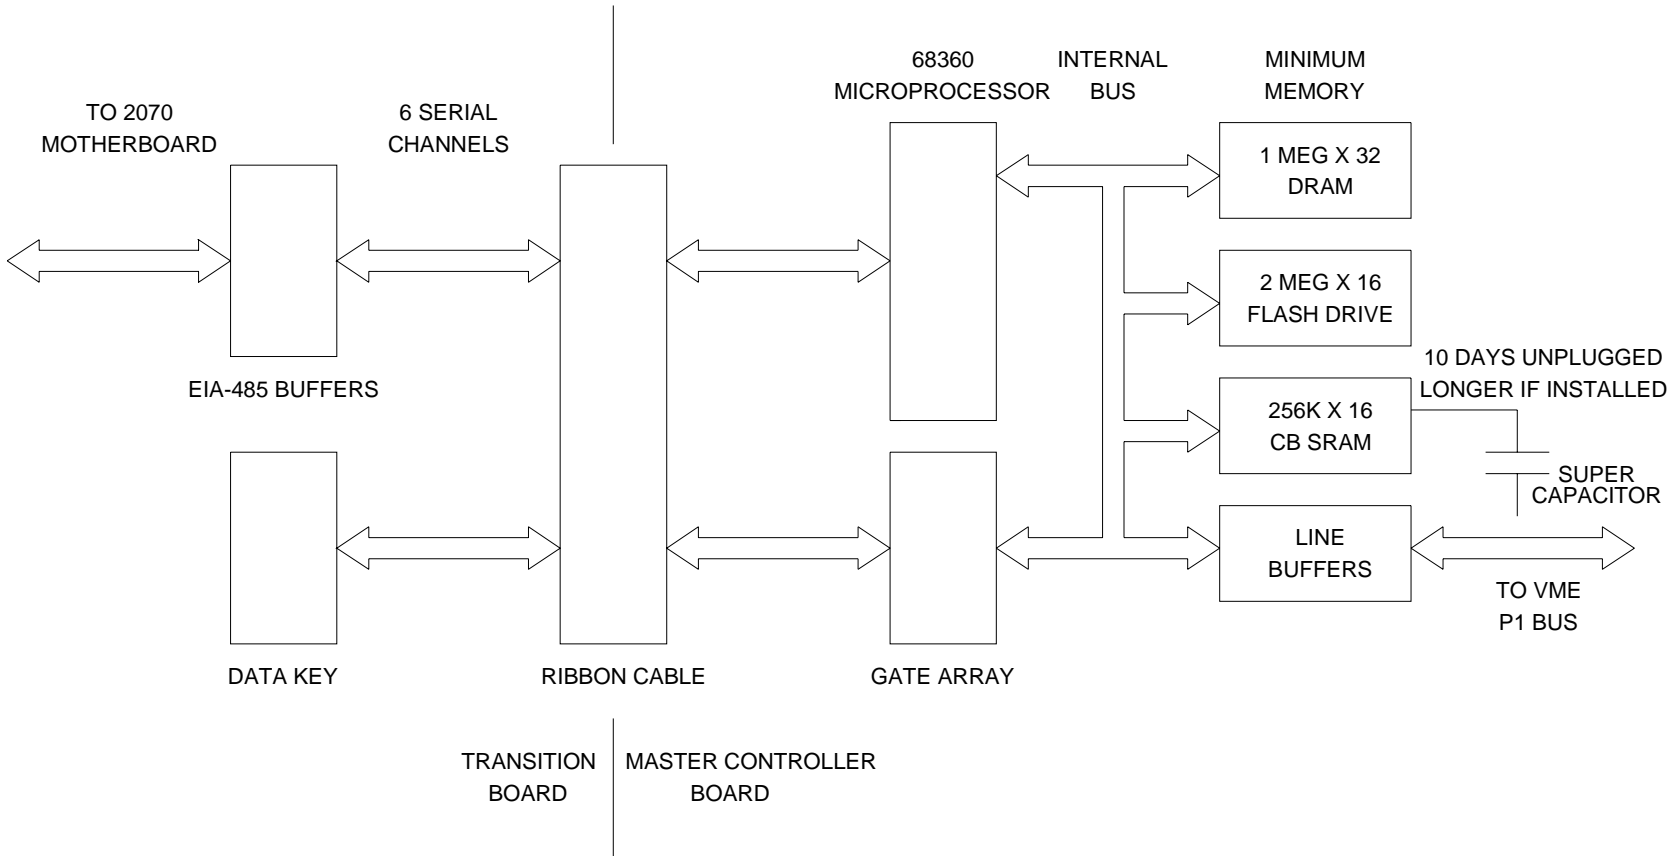 TO 2070
MOTHERBOARD
6 SERIAL
CHANNELS
68360
MICROPROCESSOR
INTERNAL
BUS
MINIMUM
MEMORY
1 MEG X 32
DRAM
2 MEG X 16
FLASH DRIVE
10 DAYS UNPLUGGED
LONGER IF INSTALLED
EIA-485 BUFFERS
256K X 16
CB SRAM
SUPER
CAPACITOR
LINE
BUFFERS
TO VME
P1 BUS
DATA KEY
RIBBON CABLE
GATE ARRAY
TRANSITION
BOARD
MASTER CONTROLLER
BOARD